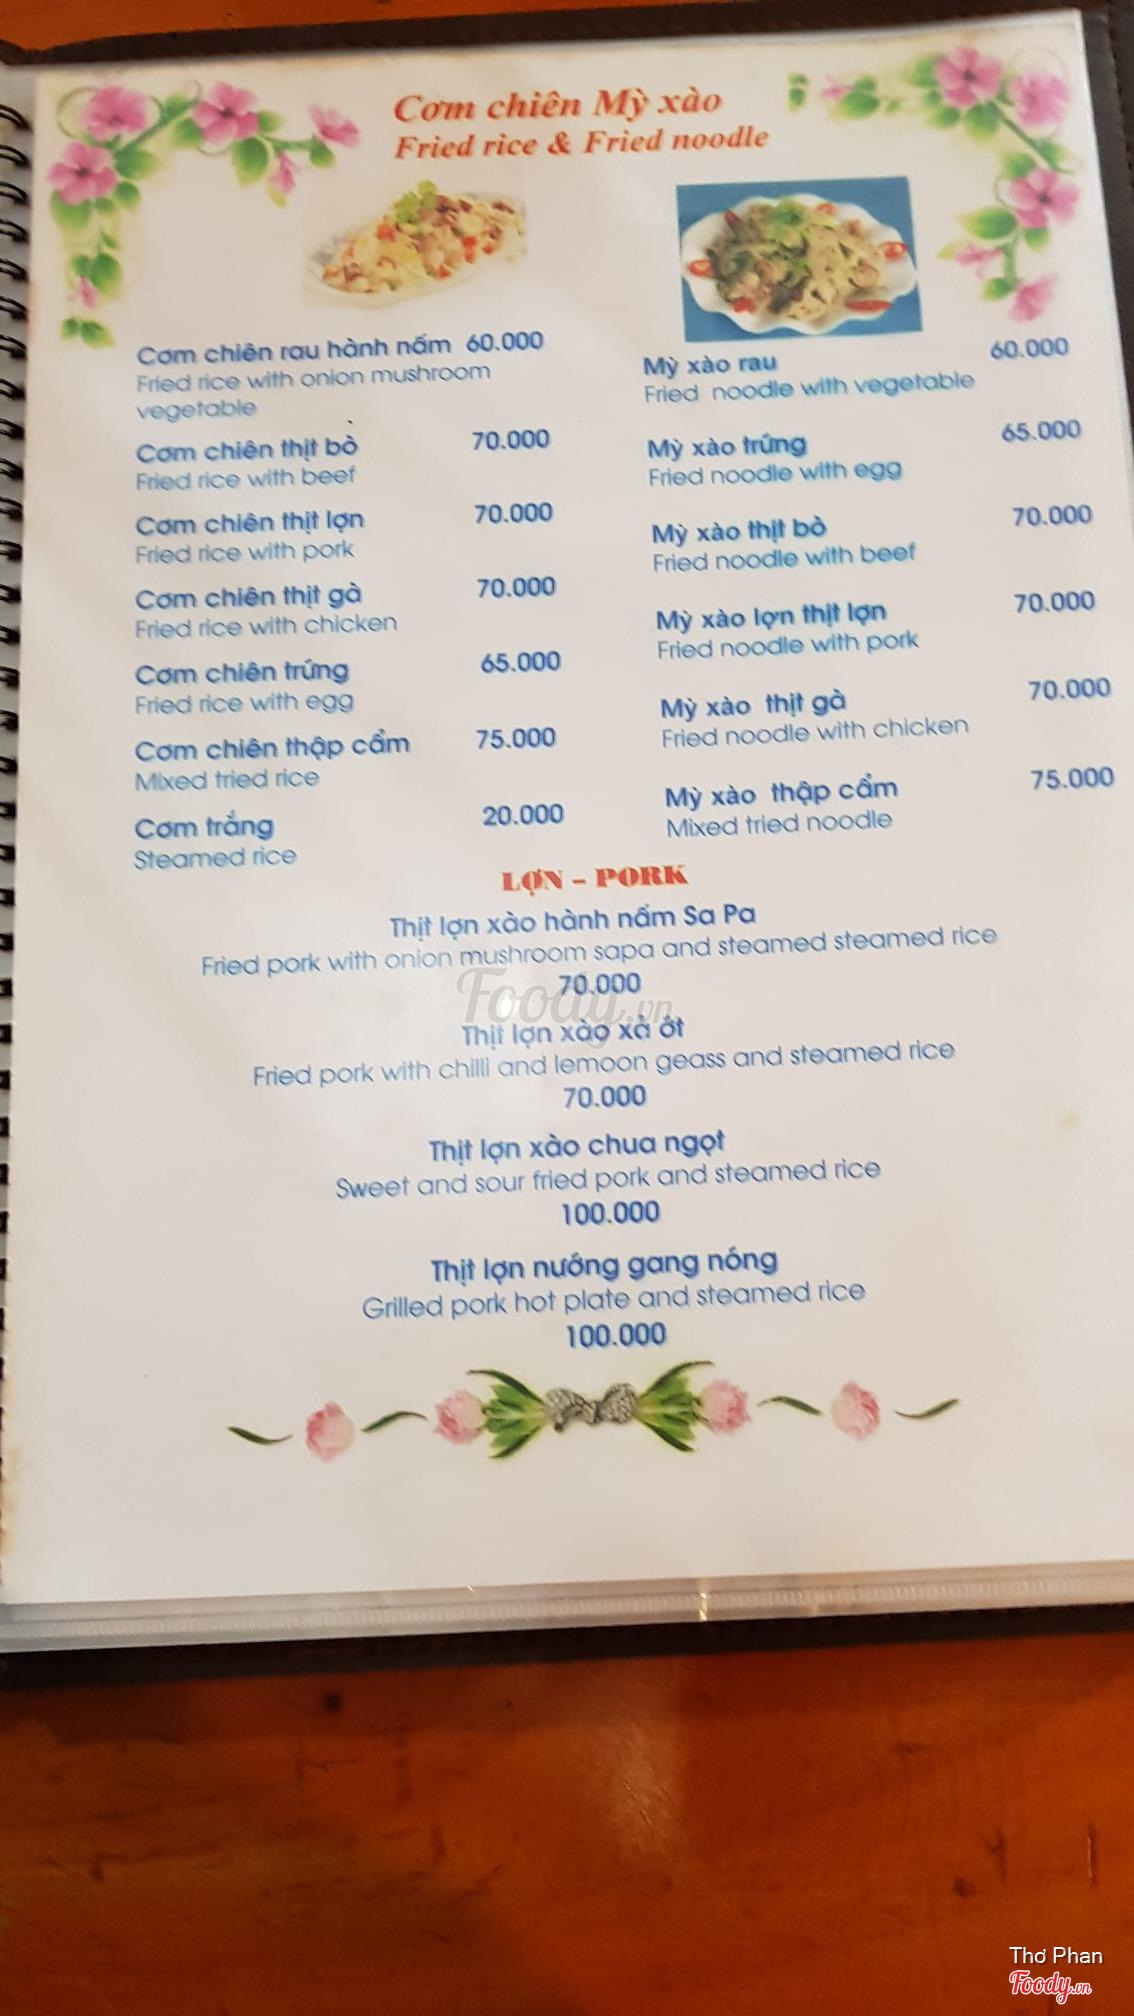 Cơm chiên Mỳ xào
Fried rice & Fried noodle
Cơm chiên rau hành nấm 60.000
Fried rice with onion mushroom
vegetable
Cơm chiên thịt bò 70.000
Fried rice with beef
Cơm chiên thịt lợn 70.000
Fried rice with pork
Cơm chiên thịt gà 70.000
Fried rice with chicken
Cơm chiên trứng 65.000
Fried rice with egg
Cơm chiên thập cẩm 75.000
Mixed tried rice
Cơm trắng 20.000
Steamed rice
Mỳ xào rau 60.000
Fried noodle with vegetable
Mỳ xào trứng 65.000
Fried noodle with egg
Mỳ xào thịt bò 70.000
Fried noodle with beef
Mỳ xào lợn thịt lợn 70.000
Fried noodle with pork
Mỳ xào thịt gà 70.000
Fried noodle with chicken
Mỳ xào thập cẩm 75.000
Mixed tried noodle
LỢN – PORK
Thịt lợn xào hành nấm Sa Pa
Fried pork with onion mushroom sapa and steamed steamed rice
70.000
Foody.vn
Thịt lợn xào xả ớt
Fried pork with chilli and lemoon geass and steamed rice
70.000
Thịt lợn xào chua ngọt
Sweet and sour fried pork and steamed rice
100.000
Thịt lợn nướng gang nóng
Grilled pork hot plate and steamed rice
100.000
Thơ Phan
Foody.vn